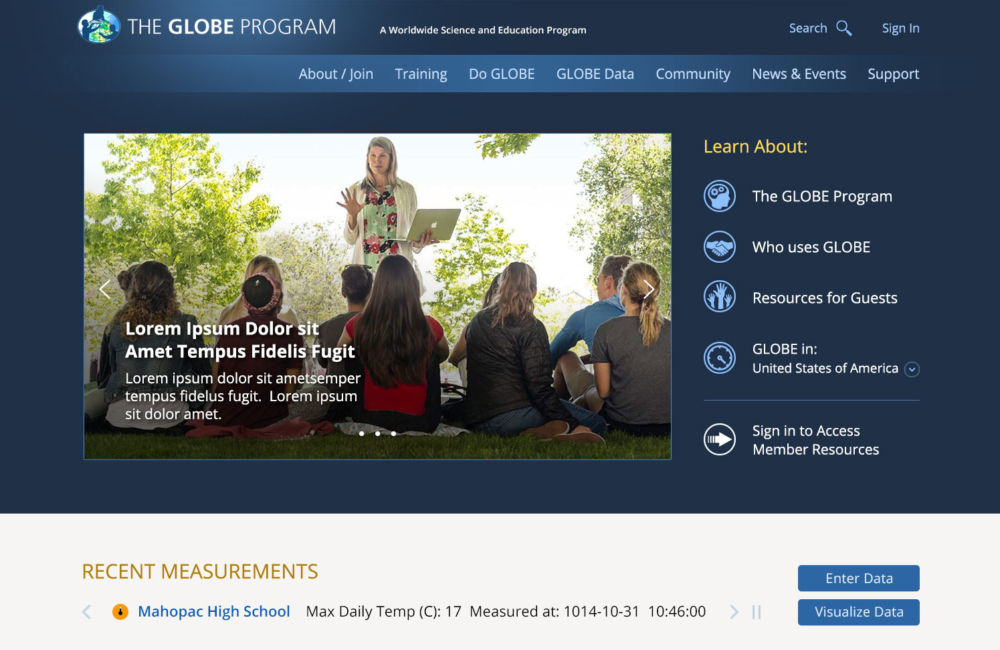 THE GLOBE PROGRAM
A Worldwide Science and Education Program
Search
Sign In
About / Join
Training
Do GLOBE
GLOBE Data
Community
News & Events
Support
Lorem Ipsum Dolor sit
Amet Tempus Fidelis Fugit
Lorem ipsum dolor sit ametsemper
tempus fidelus fugit. Lorem ipsum
sit dolor amet.
Learn About:
The GLOBE Program
Who uses GLOBE
Resources for Guests
GLOBE in:
United States of America
Sign in to Access
Member Resources
RECENT MEASUREMENTS
Mahopac High School Max Daily Temp (C): 17 Measured at: 1014-10-31 10:46:00
Enter Data
Visualize Data